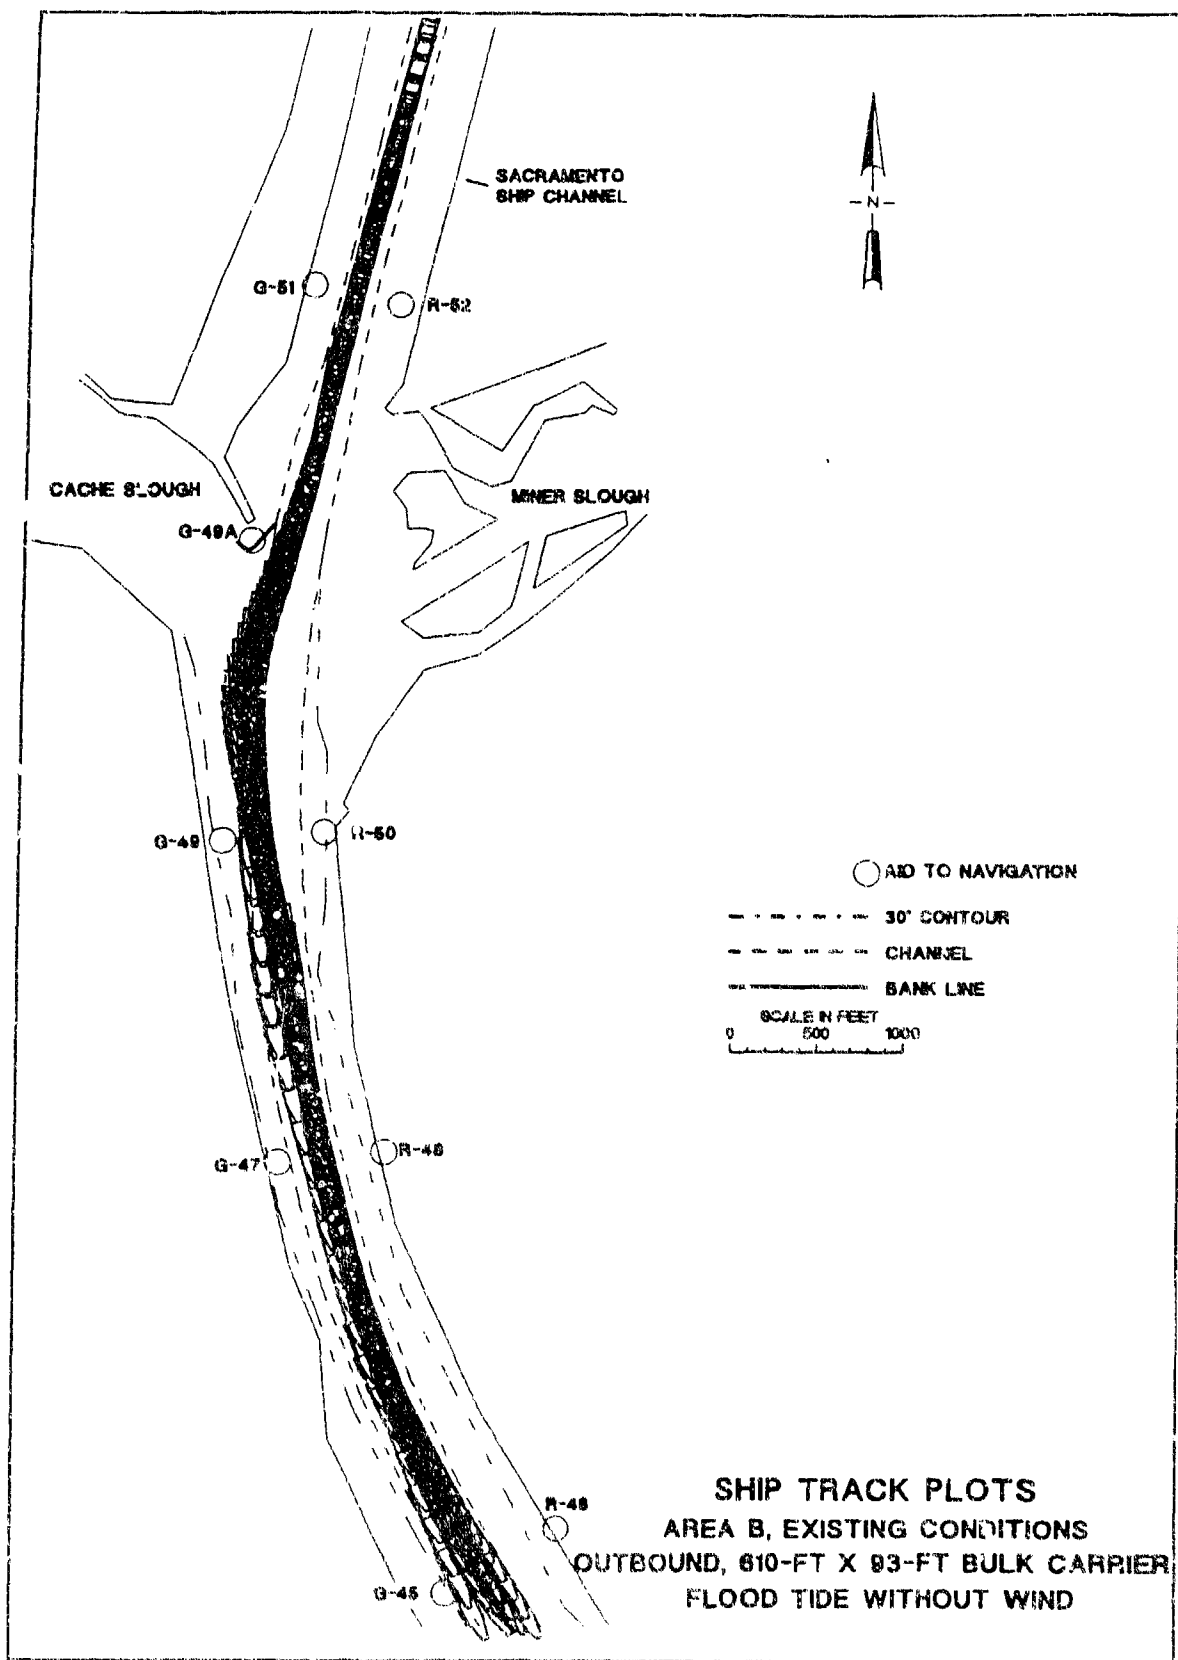 SACRAMENTO
SHIP CHANNEL
N
G-51
R-52
CACHE SLOUGH
MINER SLOUGH
G-49A
G-49
R-50
AID TO NAVIGATION
30' CONTOUR
CHANNEL
BANK LINE
SCALE IN FEET
0 500 1000
G-47
R-48
SHIP TRACK PLOTS
R-46
AREA B, EXISTING CONDITIONS
OUTBOUND, 610-FT X 93-FT BULK CARRIER
G-45
FLOOD TIDE WITHOUT WIND